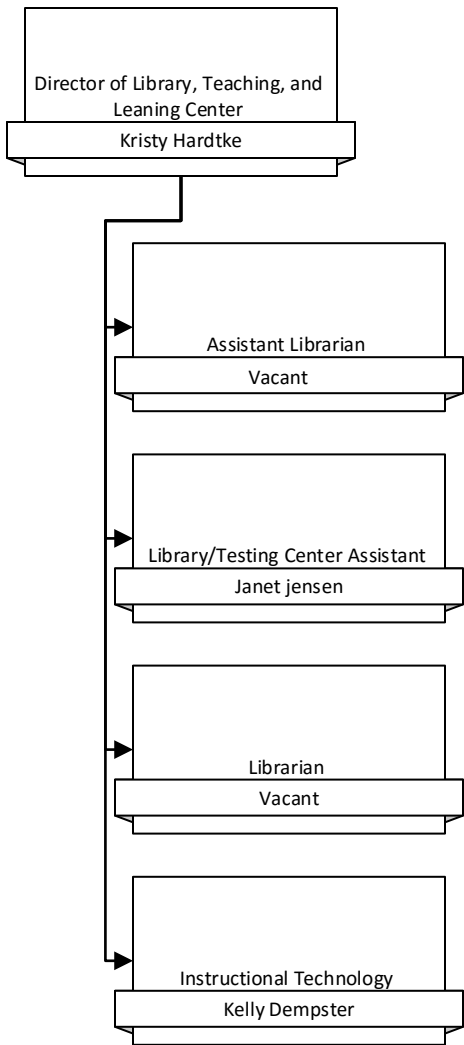 Director of Library, Teaching, and
Leaning Center
Kristy Hardtke
Assistant Librarian
Vacant
Library/Testing Center Assistant
Janet jensen
Librarian
Vacant
Instructional Technology
Kelly Dempster